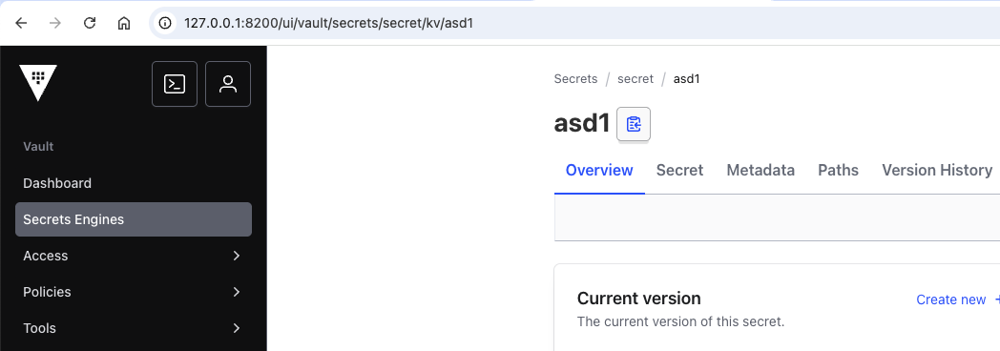 127.0.0.1:8200/ui/vault/secrets/secret/kv/asd1
Secrets / secret / asd1
asd1
Overview Secret Metadata Paths Version History
Vault
Dashboard
Secrets Engines
Access
Policies
Tools
Current version
Create new +
The current version of this secret.